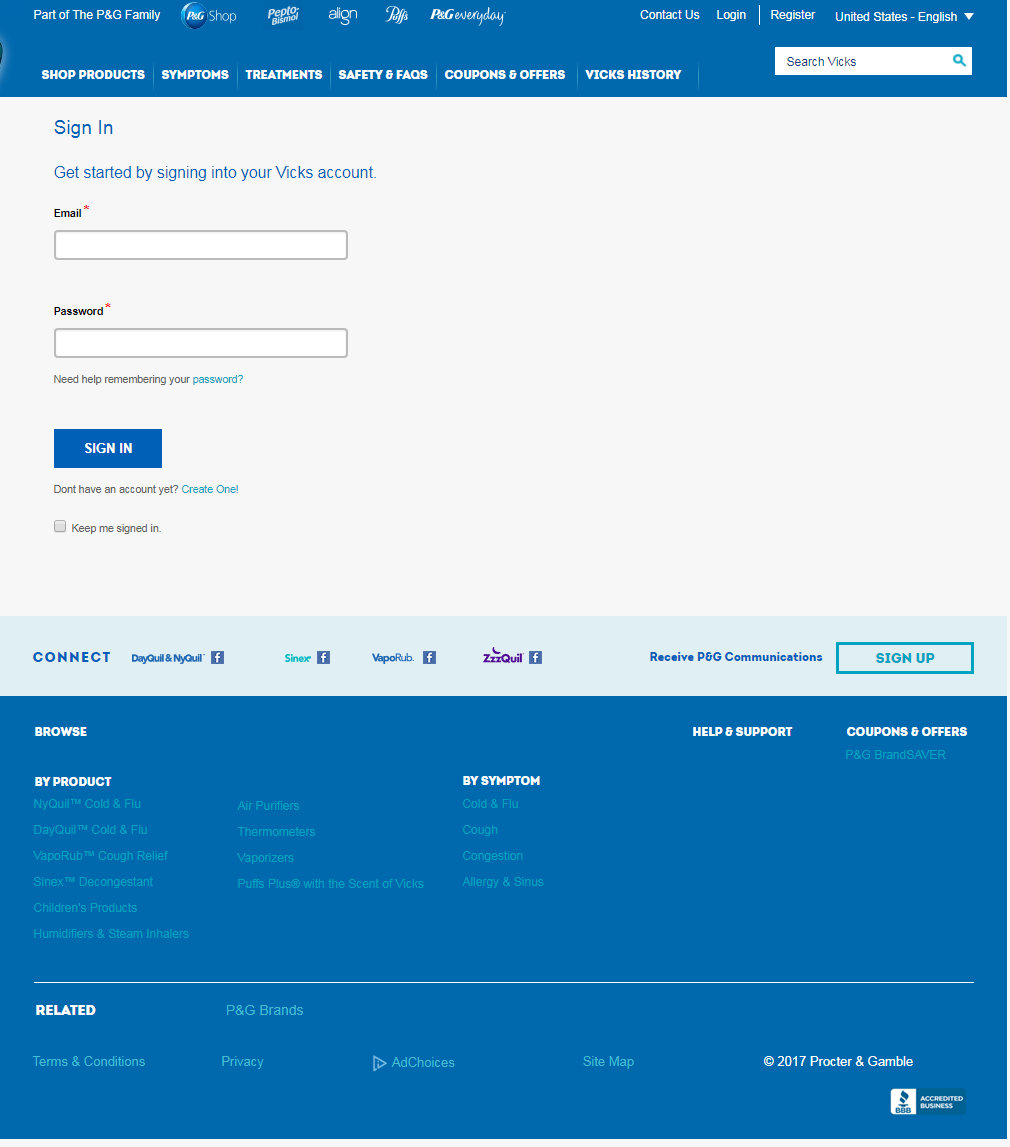 Part of The P&G Family P&G Shop Pepto Bismol align Puffs P&G everyday Contact Us Login Register United States - English
SHOP PRODUCTS SYMPTOMS TREATMENTS SAFETY & FAQS COUPONS & OFFERS VICKS HISTORY Search Vicks
Sign In
Get started by signing into your Vicks account.
Email *
Password *
Need help remembering your password?
SIGN IN
Dont have an account yet? Create One!
Keep me signed in.
CONNECT DayQuil & NyQuil Sinex VapoRub. ZzzQuil Receive P&G Communications SIGN UP
BROWSE HELP & SUPPORT COUPONS & OFFERS
P&G BrandSAVER
BY PRODUCT BY SYMPTOM
NyQuil™ Cold & Flu Air Purifiers Cold & Flu
DayQuil™ Cold & Flu Thermometers Cough
VapoRub™ Cough Relief Vaporizers Congestion
Sinex™ Decongestant Puffs Plus® with the Scent of Vicks Allergy & Sinus
Children's Products
Humidifiers & Steam Inhalers
RELATED P&G Brands
Terms & Conditions Privacy AdChoices Site Map © 2017 Procter & Gamble
BBB ACCREDITED BUSINESS